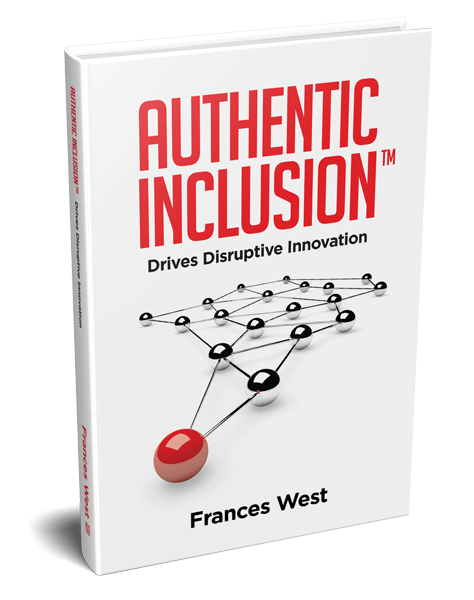 AUTHENTIC
INCLUSION™
Drives Disruptive Innovation
Frances West
AUTHENTIC INCLUSION™ Drives Disruptive Innovation
Frances West